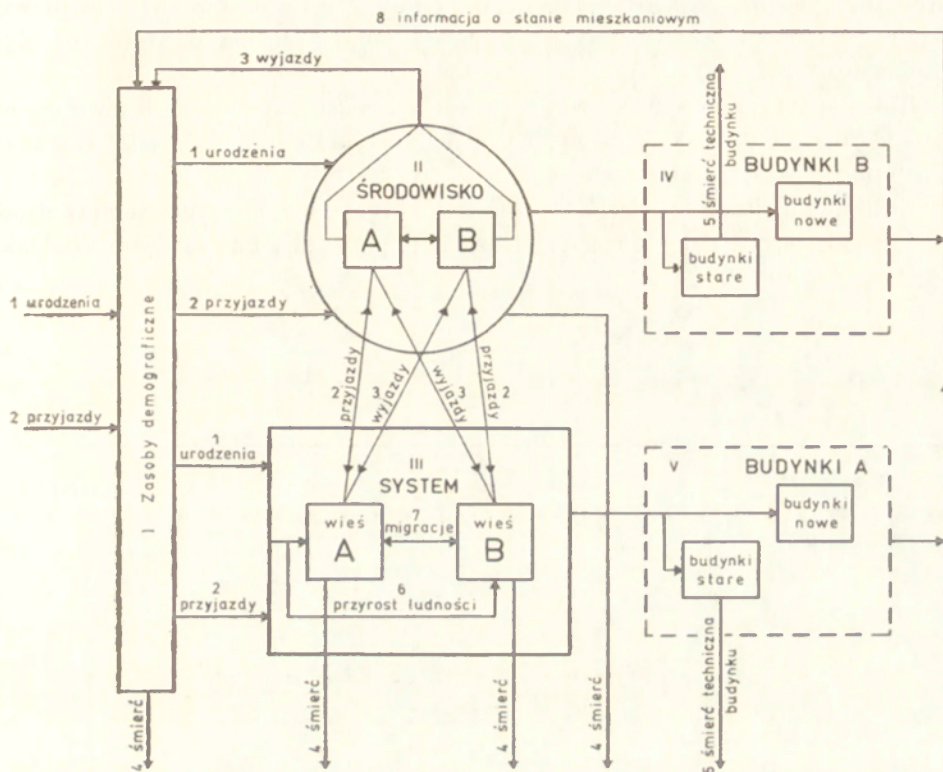 8 informacja o stanie mieszkaniowym
3 wyjazdy
1 urodzenia
II
ŚRODOWISKO
A
B
5 śmierć techniczna
budynku
IV
BUDYNKI B
budynki
nowe
budynki
stare
1 urodzenia
2 przyjazdy
I Zasoby demograficzne
2 przyjazdy
2
przyjazdy
3
wyjazdy
wyjazdy
3
przyjazdy
2
1
urodzenia
III
SYSTEM
wieś
A
7
migracje
wieś
B
V
BUDYNKI A
budynki
nowe
budynki
stare
2
przyjazdy
6
przyrost ludności
4 śmierć
4 śmierć
4 śmierć
4 śmierć
5 śmierć techniczna
budynku